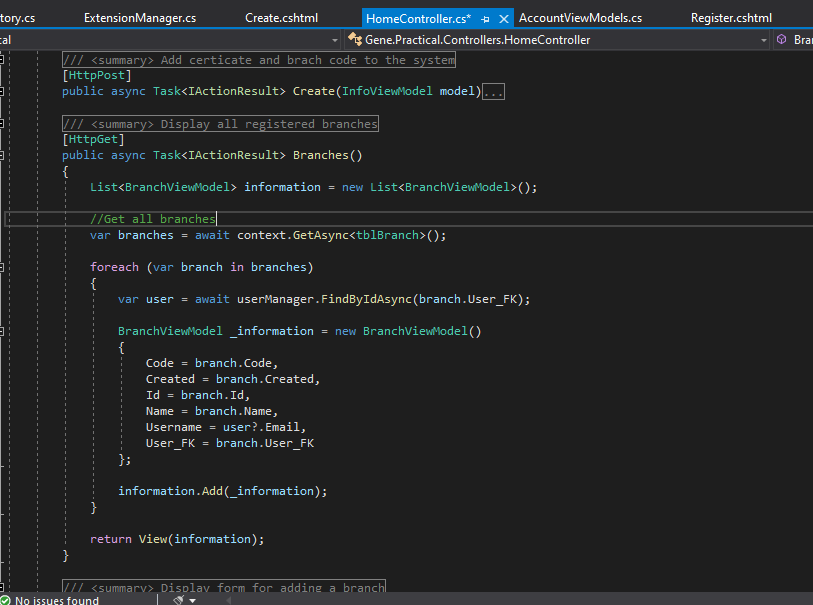 tory.cs ExtensionManager.cs Create.cshtml HomeController.cs* AccountViewModels.cs Register.cshtml
cal Gene.Practical.Controllers.HomeController Bran
/// <summary> Add certicate and brach code to the system
[HttpPost]
public async Task<IActionResult> Create(InfoViewModel model)...
/// <summary> Display all registered branches
[HttpGet]
public async Task<IActionResult> Branches()
{
List<BranchViewModel> information = new List<BranchViewModel>();
//Get all branches
var branches = await context.GetAsync<tblBranch>();
foreach (var branch in branches)
{
var user = await userManager.FindByIdAsync(branch.User_FK);
BranchViewModel _information = new BranchViewModel()
{
Code = branch.Code,
Created = branch.Created,
Id = branch.Id,
Name = branch.Name,
Username = user?.Email,
User_FK = branch.User_FK
};
information.Add(_information);
}
return View(information);
}
/// <summary> Display form for adding a branch
No issues found